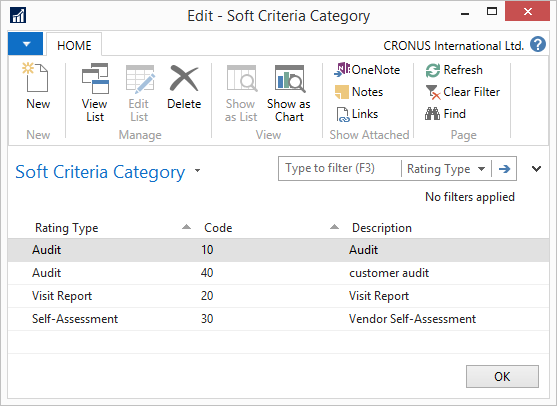 Edit - Soft Criteria Category
HOME
CRONUS International Ltd.
New
View List
Edit List
Delete
Show as List
Show as Chart
OneNote
Notes
Links
Refresh
Clear Filter
Find
New
Manage
View
Show Attached
Page
Soft Criteria Category
Type to filter (F3)
Rating Type
No filters applied
Rating Type Code Description
Audit 10 Audit
Audit 40 customer audit
Visit Report 20 Visit Report
Self-Assessment 30 Vendor Self-Assessment
OK